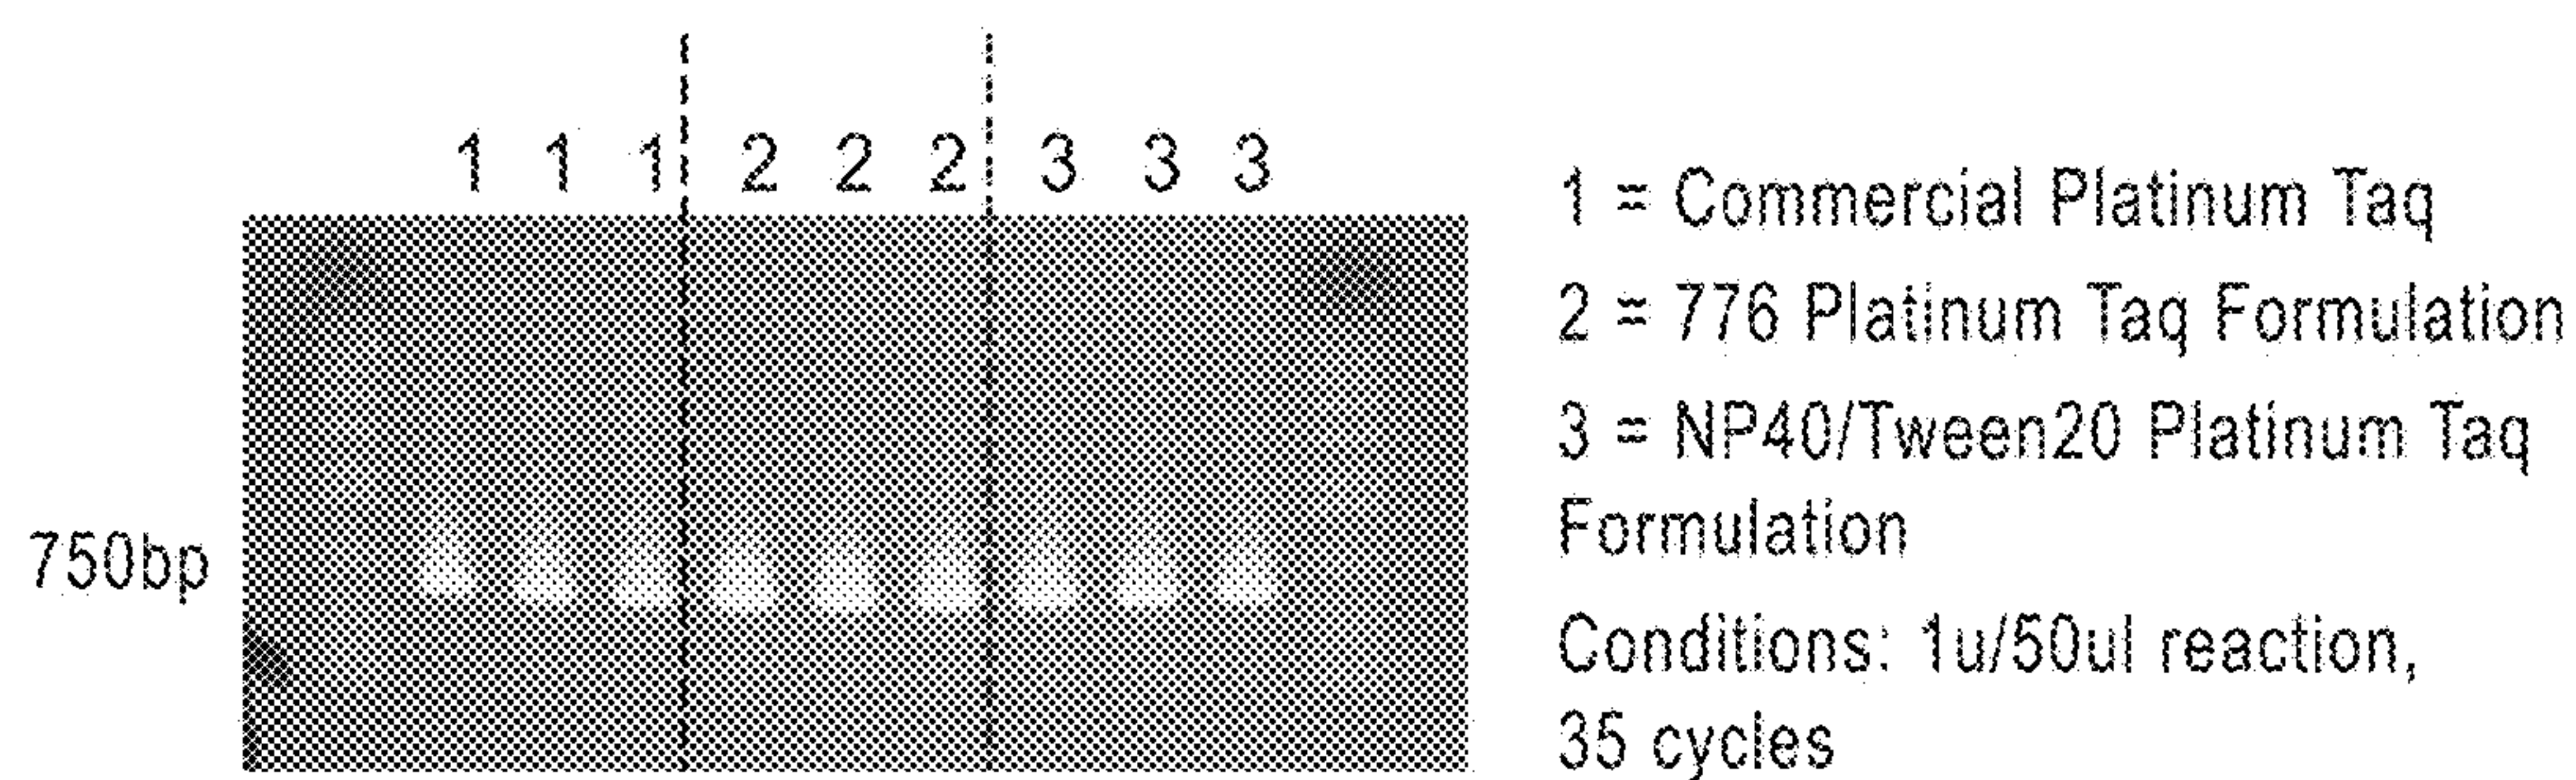 1 1 1 2 2 2 3 3 3
1 = Commercial Platinum Taq
2 = 776 Platinum Taq Formulation
3 = NP40/Tween20 Platinum Taq
Formulation
750bp
Conditions: 1u/50ul reaction,
35 cycles